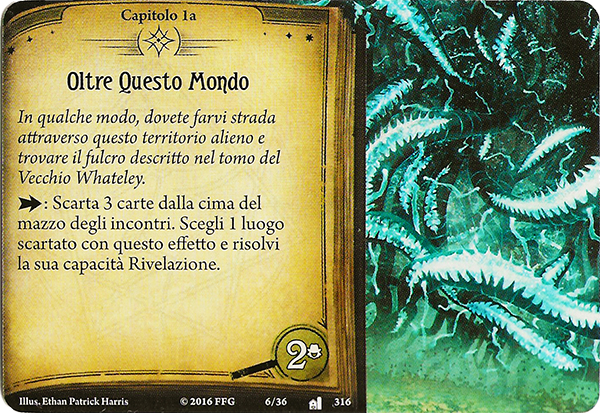 Capitolo 1a
Oltre Questo Mondo
In qualche modo, dovete farvi strada
attraverso questo territorio alieno e
trovare il fulcro descritto nel tomo del
Vecchio Whateley.
: Scarta 3 carte dalla cima del
mazzo degli incontri. Scegli 1 luogo
scartato con questo effetto e risolvi
la sua capacità Rivelazione.
2
Illus. Ethan Patrick Harris © 2016 FFG 6/36 316